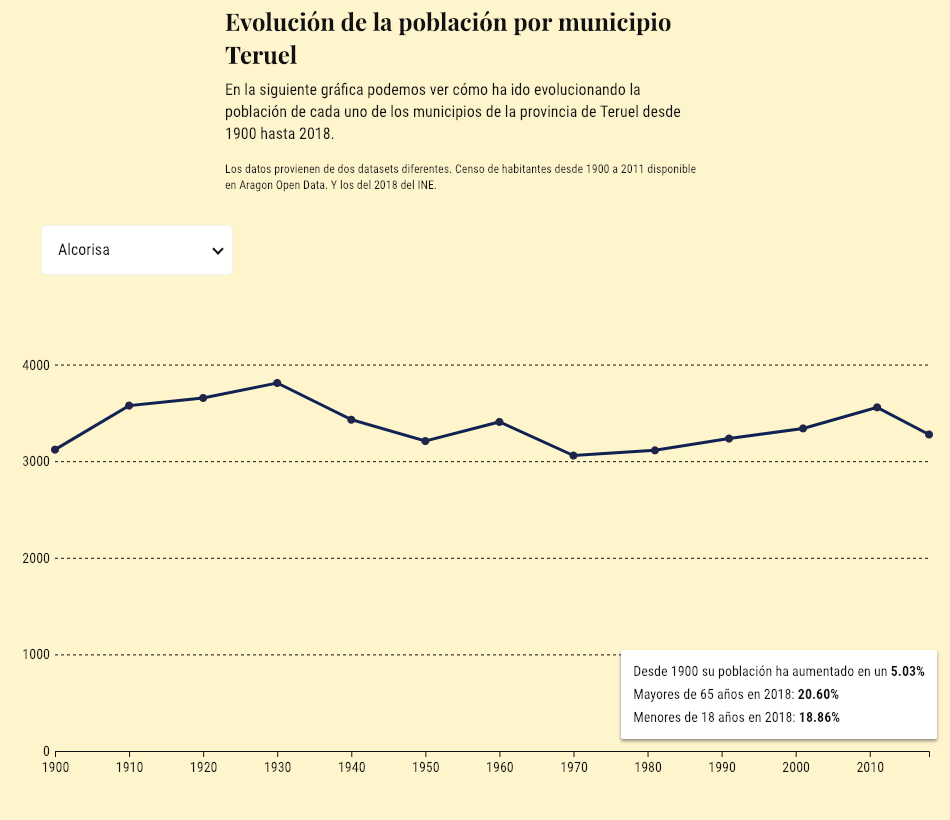 Evolución de la población por municipio
Teruel
En la siguiente gráfica podemos ver cómo ha ido evolucionando la
población de cada uno de los municipios de la provincia de Teruel desde
1900 hasta 2018.
Los datos provienen de dos datasets diferentes. Censo de habitantes desde 1900 a 2011 disponible
en Aragon Open Data. Y los del 2018 del INE.
Alcorisa
4000
3000
2000
1000
Desde 1900 su población ha aumentado en un 5.03%
Mayores de 65 años en 2018: 20.60%
Menores de 18 años en 2018: 18.86%
0
1900 1910 1920 1930 1940 1950 1960 1970 1980 1990 2000 2010